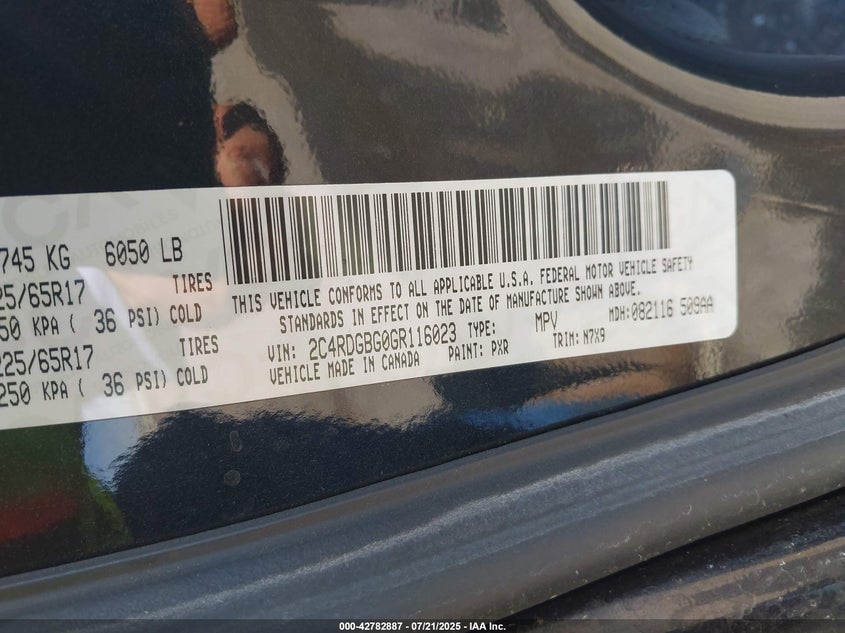 745 KG 6050 LB
25/65R17 TIRES
50 KPA ( 36 PSI) COLD
225/65R17 TIRES
250 KPA ( 36 PSI) COLD
THIS VEHICLE CONFORMS TO ALL APPLICABLE U.S.A. FEDERAL MOTOR VEHICLE SAFETY
STANDARDS IN EFFECT ON THE DATE OF MANUFACTURE SHOWN ABOVE.
VIN: 2C4RDGBG0GR116023 TYPE: MPV MDH:082116 509AA
VEHICLE MADE IN CANADA PAINT: PXR TRIM: N7X9
000-42782887 - 07/21/2025 - IAA Inc.